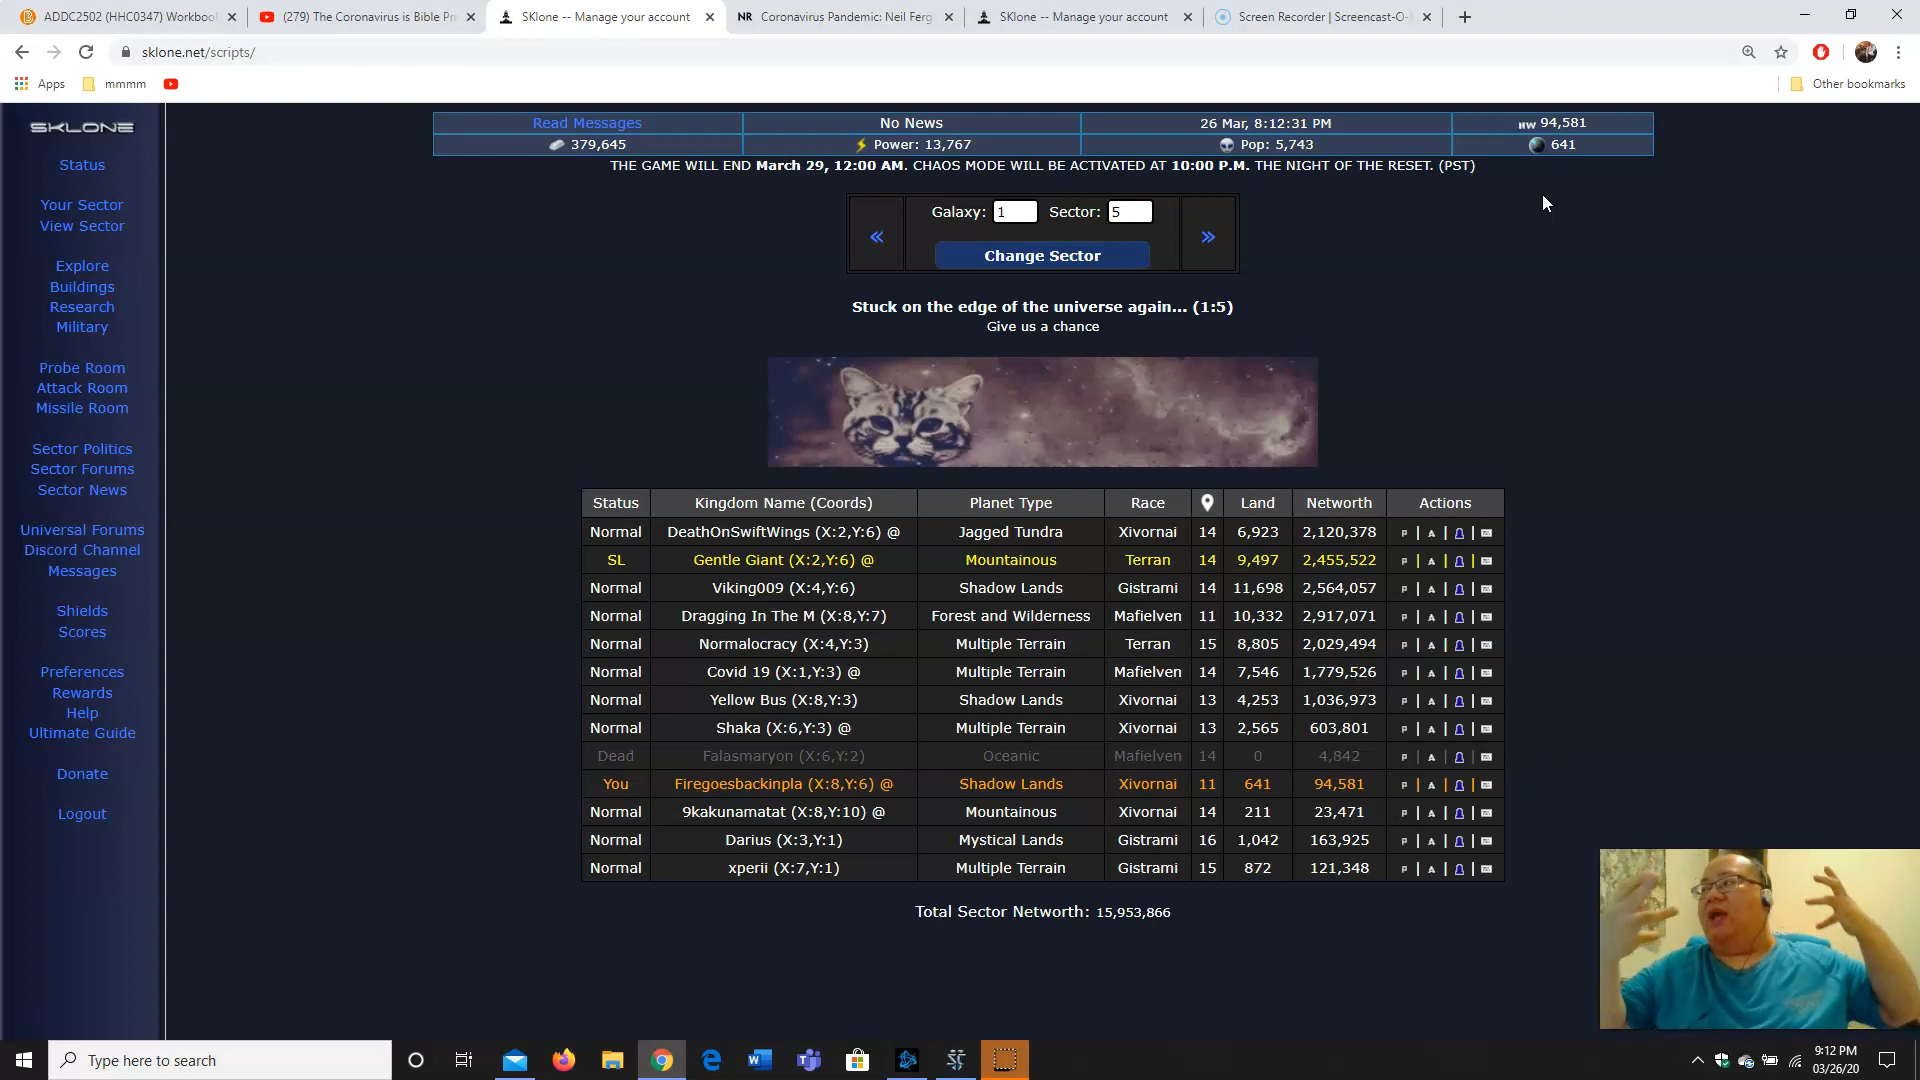 ADDC2502 (HHC0347) Workbool
(279) The Coronavirus is Bible Pr
SKlone -- Manage your account
NR Coronavirus Pandemic: Neil Ferg
SKlone -- Manage your account
Screen Recorder | Screencast-O-
sklone.net/scripts/
Apps
mmmm
Other bookmarks
SKLONE
Status
Your Sector
View Sector
Explore
Buildings
Research
Military
Probe Room
Attack Room
Missile Room
Sector Politics
Sector Forums
Sector News
Universal Forums
Discord Channel
Messages
Shields
Scores
Preferences
Rewards
Help
Ultimate Guide
Donate
Logout
Read Messages No News 26 Mar, 8:12:31 PM NW 94,581
379,645 Power: 13,767 Pop: 5,743 641
THE GAME WILL END March 29, 12:00 AM. CHAOS MODE WILL BE ACTIVATED AT 10:00 P.M. THE NIGHT OF THE RESET. (PST)
« Galaxy: 1 Sector: 5 »
Change Sector
Stuck on the edge of the universe again... (1:5)
Give us a chance
Status Kingdom Name (Coords) Planet Type Race Land Networth Actions
Normal DeathOnSwiftWings (X:2,Y:6) @ Jagged Tundra Xivornai 14 6,923 2,120,378 P | A | |
SL Gentle Giant (X:2,Y:6) @ Mountainous Terran 14 9,497 2,455,522 P | A | |
Normal Viking009 (X:4,Y:6) Shadow Lands Gistrami 14 11,698 2,564,057 P | A | |
Normal Dragging In The M (X:8,Y:7) Forest and Wilderness Mafielven 11 10,332 2,917,071 P | A | |
Normal Normalocracy (X:4,Y:3) Multiple Terrain Terran 15 8,805 2,029,494 P | A | |
Normal Covid 19 (X:1,Y:3) @ Multiple Terrain Mafielven 14 7,546 1,779,526 P | A | |
Normal Yellow Bus (X:8,Y:3) Shadow Lands Xivornai 13 4,253 1,036,973 P | A | |
Normal Shaka (X:6,Y:3) @ Multiple Terrain Xivornai 13 2,565 603,801 P | A | |
Dead Falasmaryon (X:6,Y:2) Oceanic Mafielven 14 0 4,842 P | A | |
You Firegoesbackinpla (X:8,Y:6) @ Shadow Lands Xivornai 11 641 94,581 P | A | |
Normal 9kakunamatat (X:8,Y:10) @ Mountainous Xivornai 14 211 23,471 P | A | |
Normal Darius (X:3,Y:1) Mystical Lands Gistrami 16 1,042 163,925 P | A | |
Normal xperii (X:7,Y:1) Multiple Terrain Gistrami 15 872 121,348 P | A | |
Total Sector Networth: 15,953,866
Type here to search
9:12 PM
03/26/20